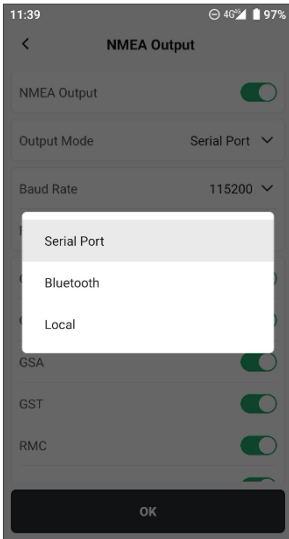 11:39 4G 97%
NMEA Output
NMEA Output
Output Mode Serial Port
Baud Rate 115200
Serial Port
Bluetooth
Local
GSA
GST
RMC
OK